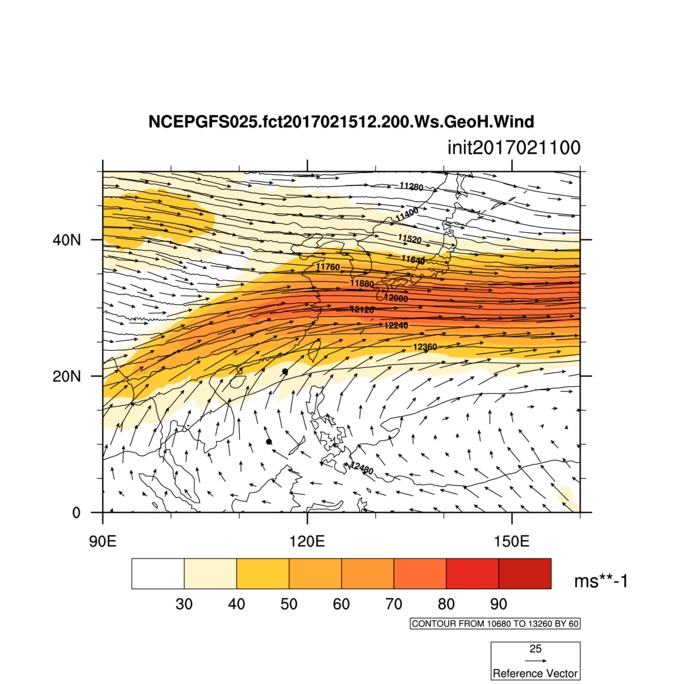 NCEPGFS025.fct2017021512.200.Ws.GeoH.Wind
init2017021100
11280
11400
40N
11520
11640
11760
11880
12000
12120
12240
12360
20N
12480
0
90E 120E 150E
30 40 50 60 70 80 90
ms**-1
CONTOUR FROM 10680 TO 13260 BY 60
25
Reference Vector